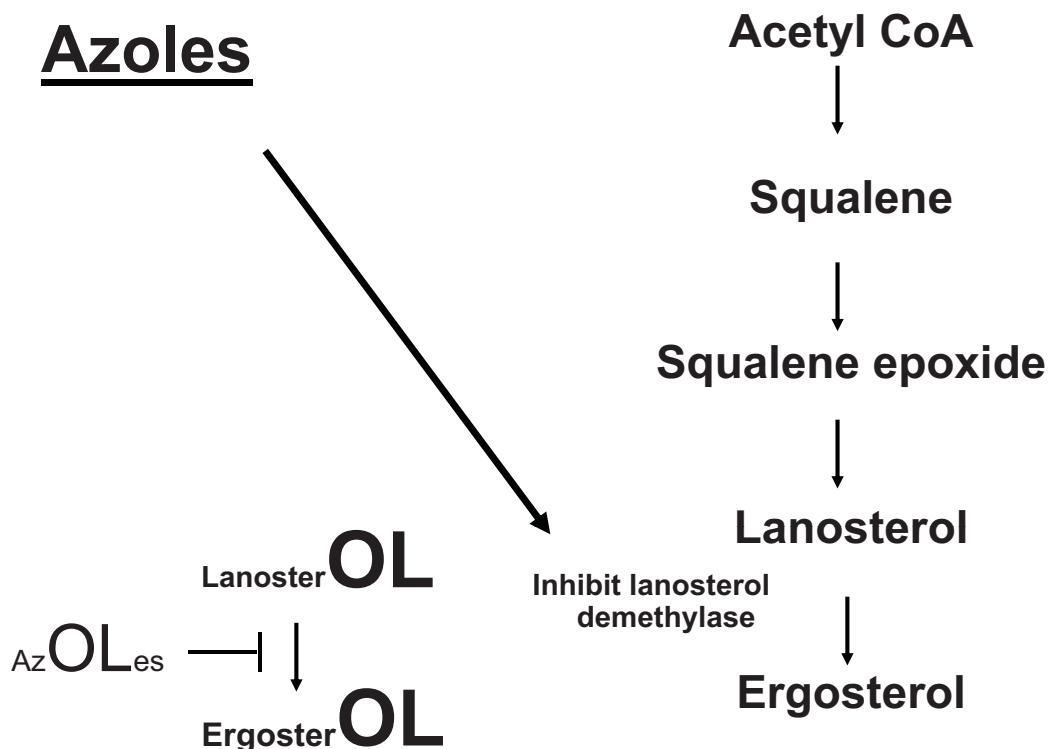 Azoles
Acetyl CoA
Squalene
Squalene epoxide
Lanosterol
Inhibit lanosterol
demethylase
Ergosterol
LanosterOL
AzOLes
ErgosterOL